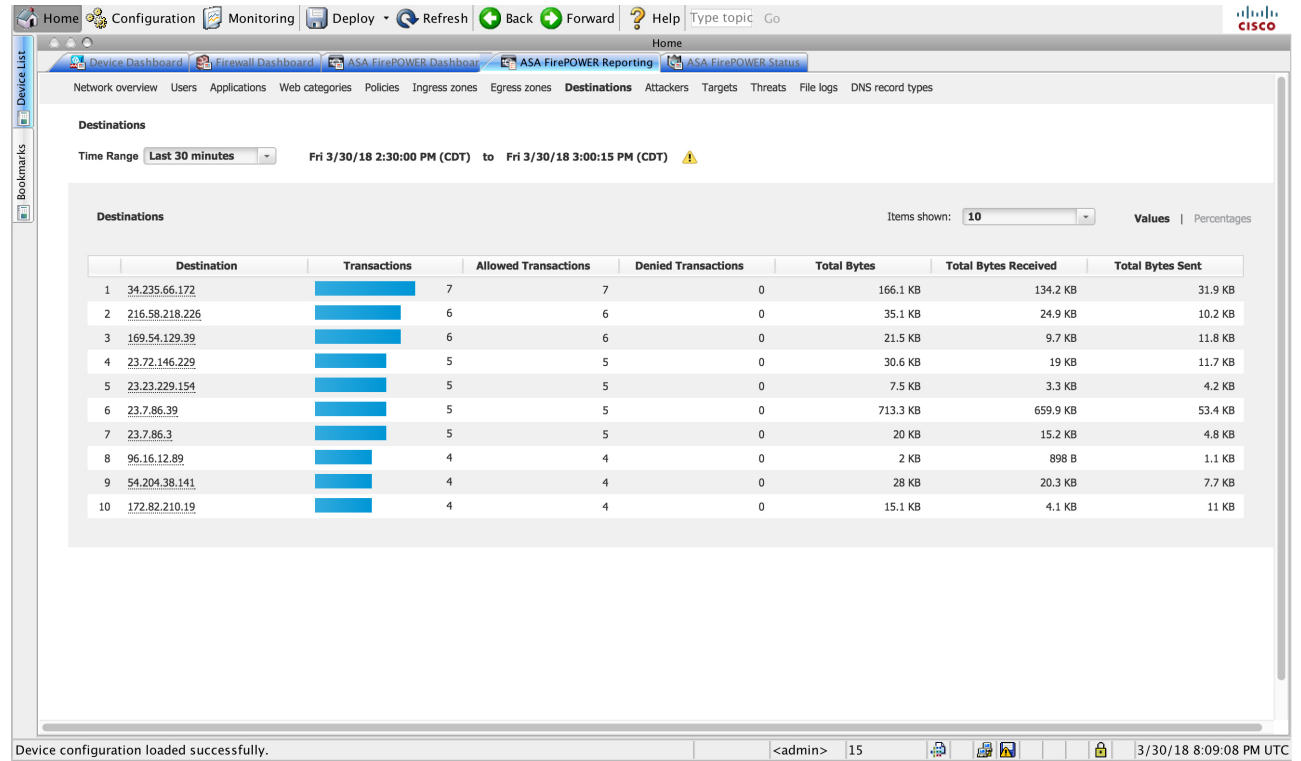 Home Configuration Monitoring Deploy Refresh Back Forward Help Type topic Go
CISCO
Home
Device List
Bookmarks
Device Dashboard Firewall Dashboard ASA FirePOWER Dashboar ASA FirePOWER Reporting ASA FirePOWER Status
Network overview Users Applications Web categories Policies Ingress zones Egress zones Destinations Attackers Targets Threats File logs DNS record types
Destinations
Time Range Last 30 minutes Fri 3/30/18 2:30:00 PM (CDT) to Fri 3/30/18 3:00:15 PM (CDT)
Destinations Items shown: 10 Values | Percentages
Destination Transactions Allowed Transactions Denied Transactions Total Bytes Total Bytes Received Total Bytes Sent
1 34.235.66.172 7 7 0 166.1 KB 134.2 KB 31.9 KB
2 216.58.218.226 6 6 0 35.1 KB 24.9 KB 10.2 KB
3 169.54.129.39 6 6 0 21.5 KB 9.7 KB 11.8 KB
4 23.72.146.229 5 5 0 30.6 KB 19 KB 11.7 KB
5 23.23.229.154 5 5 0 7.5 KB 3.3 KB 4.2 KB
6 23.7.86.39 5 5 0 713.3 KB 659.9 KB 53.4 KB
7 23.7.86.3 5 5 0 20 KB 15.2 KB 4.8 KB
8 96.16.12.89 4 4 0 2 KB 898 B 1.1 KB
9 54.204.38.141 4 4 0 28 KB 20.3 KB 7.7 KB
10 172.82.210.19 4 4 0 15.1 KB 4.1 KB 11 KB
Device configuration loaded successfully. <admin> 15 3/30/18 8:09:08 PM UTC